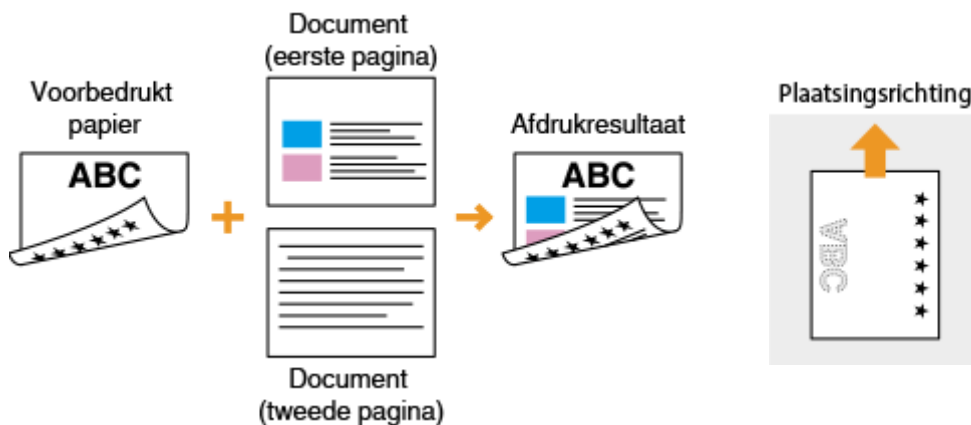 Voorbedrukt
papier
ABC
Document
(eerste pagina)
Document
(tweede pagina)
Afdrukresultaat
ABC
Plaatsingsrichting
ABC